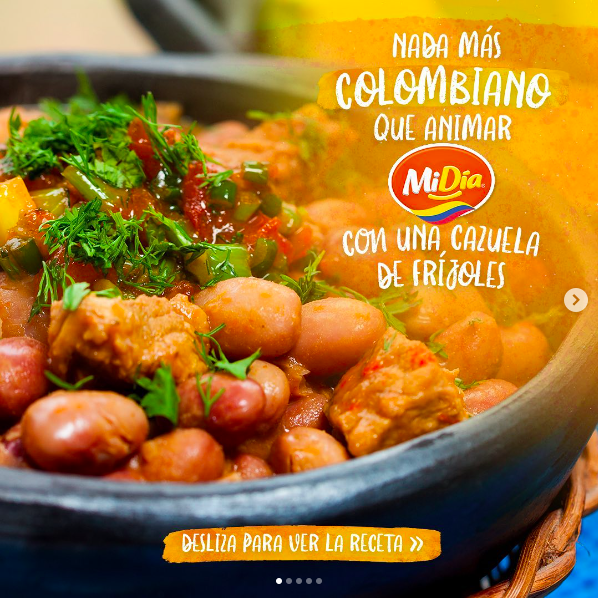 NADA MÁS
COLOMBIANO
QUE ANIMAR
MiDía
CON UNA CAZUELA
DE FRÍJOLES
DESLIZA PARA VER LA RECETA »